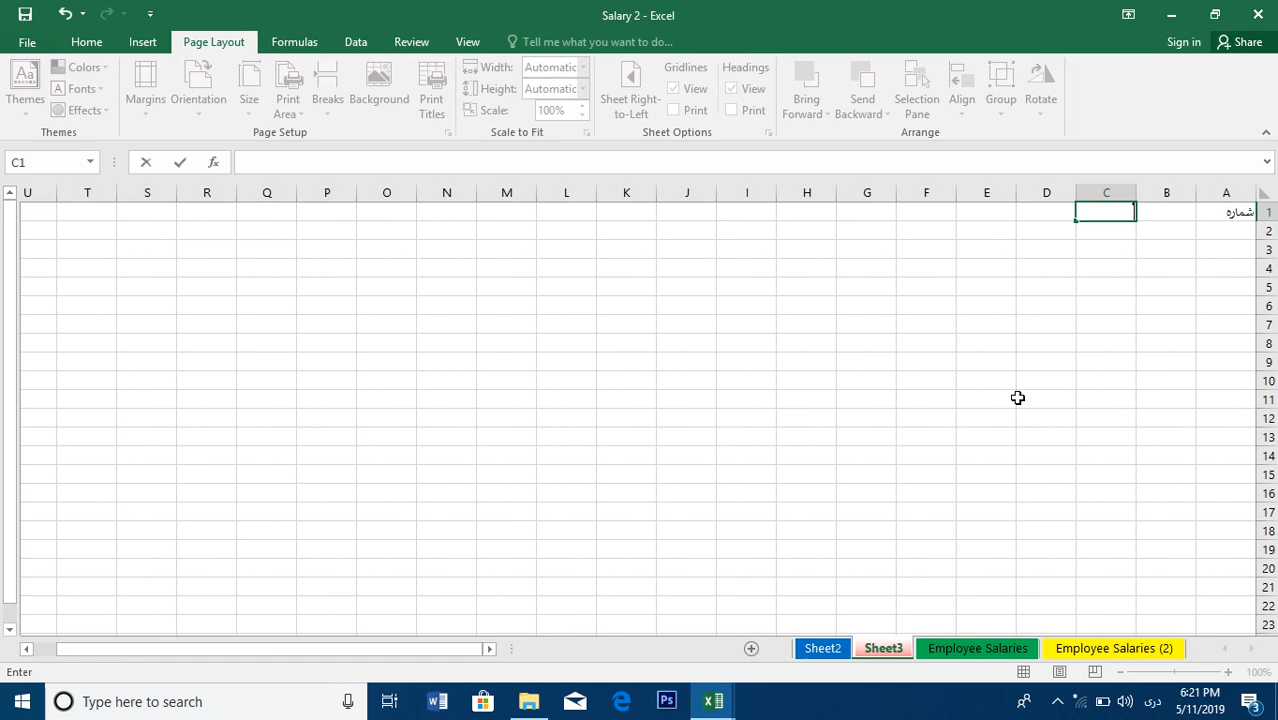 Salary 2 - Excel
File Home Insert Page Layout Formulas Data Review View Tell me what you want to do... Sign in Share
Themes Colors Fonts Effects Margins Orientation Size Print Area Breaks Background Print Titles Width: Automatic Height: Automatic Scale: 100% Sheet Right-to-Left Gridlines View Print Headings View Print Bring Forward Send Backward Selection Pane Align Group Rotate
Themes Page Setup Scale to Fit Sheet Options Arrange
C1 fx
U T S R Q P O N M L K J I H G F E D C B A
شماره 1
2
3
4
5
6
7
8
9
10
11
12
13
14
15
16
17
18
19
20
21
22
23
Sheet2 Sheet3 Employee Salaries Employee Salaries (2)
Enter 100%
Type here to search W Ps دری 6:21 PM 3
5/11/2019